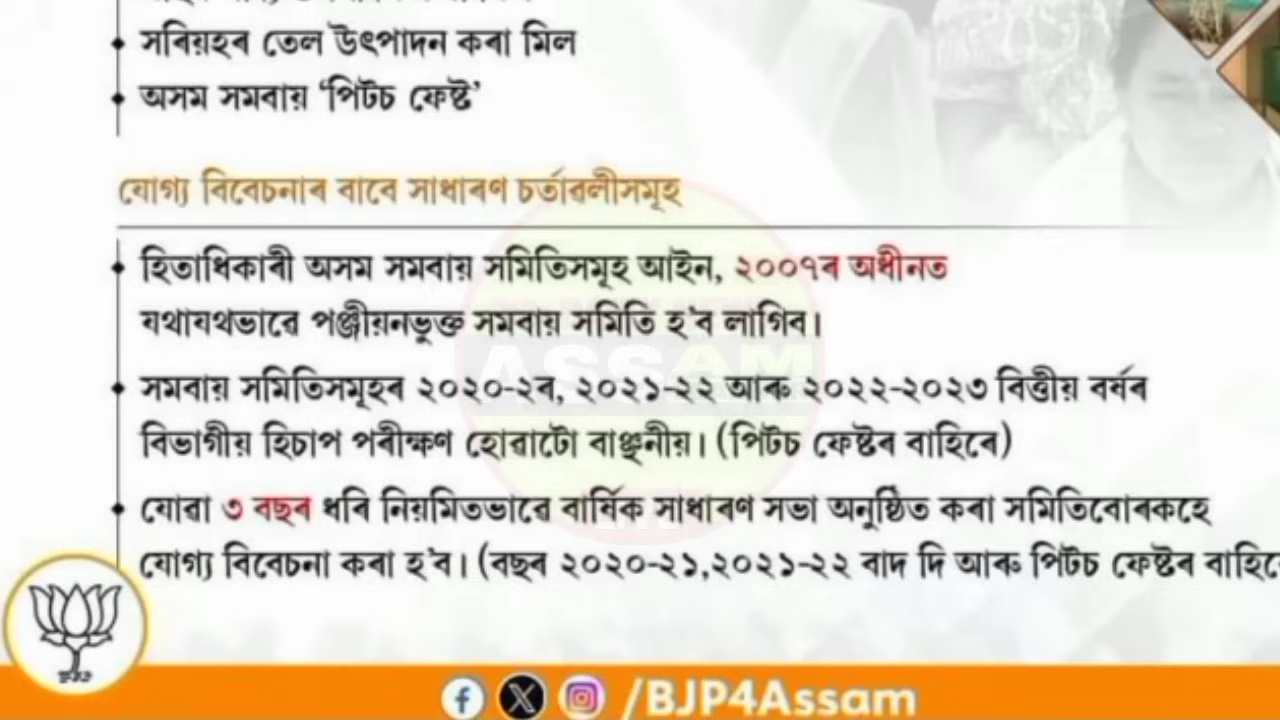 • সৰিয়হৰ তেল উৎপাদন কৰা মিল
• অসম সমবায় ‘পিটচ ফেষ্ট’
যোগ্য বিবেচনাৰ বাবে সাধাৰণ চৰ্তাৱলীসমূহ
• হিতাধিকাৰী অসম সমবায় সমিতিসমূহ আইন, ২০০৭ৰ অধীনত
যথাযথভাৱে পঞ্জীয়নভুক্ত সমবায় সমিতি হ'ব লাগিব।
• সমবায় সমিতিসমূহৰ ২০২০-২ৰ, ২০২১-২২ আৰু ২০২২-২০২৩ বিত্তীয় বৰ্ষৰ
বিভাগীয় হিচাপ পৰীক্ষণ হোৱাটো বাঞ্ছনীয়। (পিটচ ফেষ্টৰ বাহিৰে)
• যোৱা ৩ বছৰ ধৰি নিয়মিতভাৱে বাৰ্ষিক সাধাৰণ সভা অনুষ্ঠিত কৰা সমিতিবোৰকহে
যোগ্য বিবেচনা কৰা হ'ব। (বছৰ ২০২০-২১,২০২১-২২ বাদ দি আৰু পিটচ ফেষ্টৰ
ASSAM
/BJP4Assam